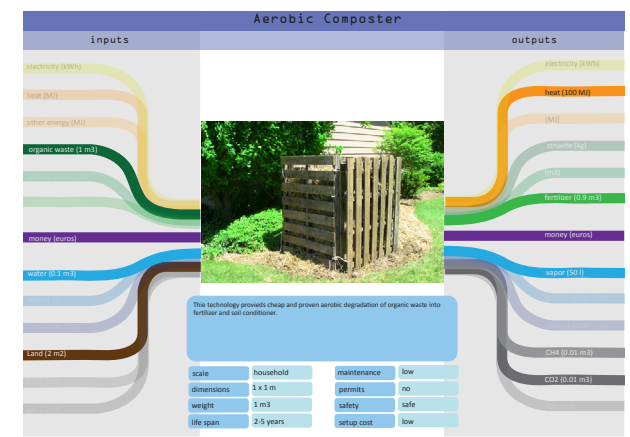 Aerobic Composter
inputs
outputs
electricity (kWh)
heat (MJ)
other energy (MJ)
organic waste (1 m3)
money (euros)
water (0.1 m3)
Land (2 m2)
electricity (kWh)
heat (100 MJ)
(MJ)
struvite (kg)
(m3)
fertilizer (0.9 m3)
money (euros)
vapor (50 l)
CH4 (0.01 m3)
CO2 (0.01 m3)
This technology provieds cheap and proven aerobic degradation of organic waste into
fertilizer and soil conditioner.
scale household maintenance low
dimensions 1 x 1 m permits no
weight 1 m3 safety safe
life span 2-5 years setup cost low